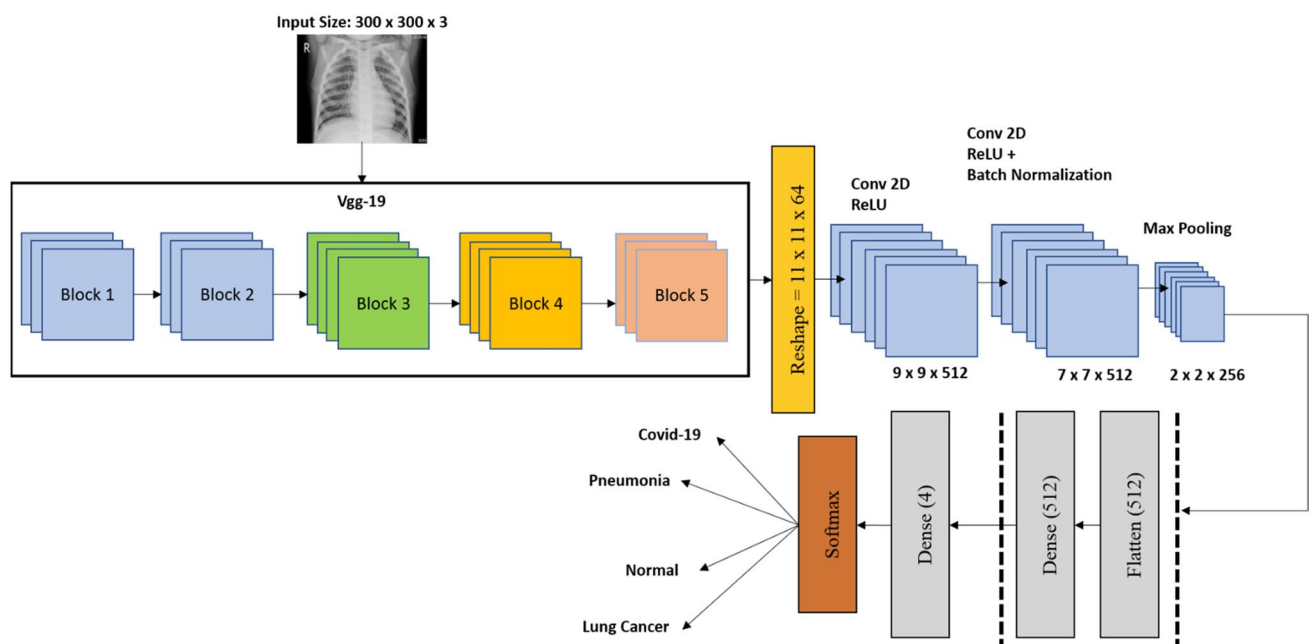 Input Size: 300 x 300 x 3
R
Vgg-19
Block 1
Block 2
Block 3
Block 4
Block 5
Reshape = 11 x 11 x 64
Conv 2D
ReLU
9 x 9 x 512
Conv 2D
ReLU +
Batch Normalization
7 x 7 x 512
Max Pooling
2 x 2 x 256
Flatten (512)
Dense (512)
Dense (4)
Softmax
Covid-19
Pneumonia
Normal
Lung Cancer